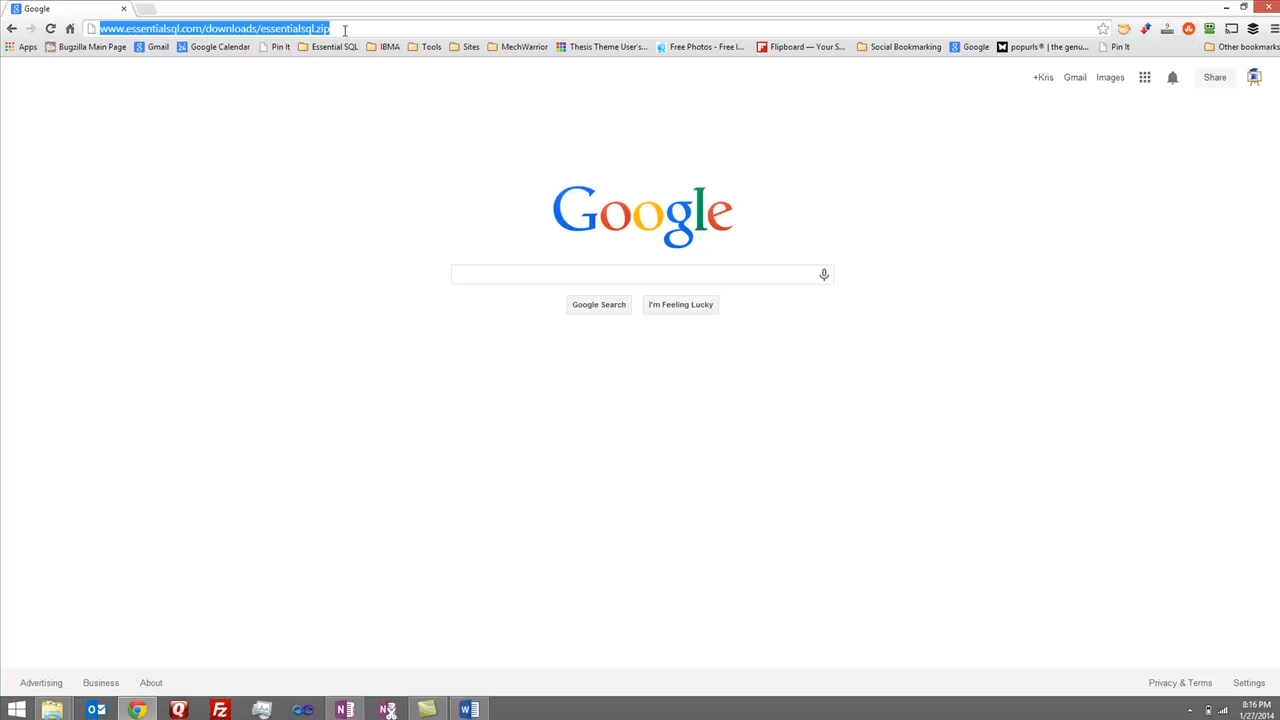 Google
www.essentialsql.com/downloads/essentialsql.zip
Apps Bugzilla Main Page Gmail Google Calendar Pin It Essential SQL IBMA Tools Sites MechWarrior Thesis Theme User's... Free Photos - Free I... Flipboard — Your S... Social Bookmarking Google popurls® | the genu... Pin It Other bookmarks
+Kris Gmail Images Share
Google
Google Search I'm Feeling Lucky
Advertising Business About Privacy & Terms Settings
8:16 PM
1/27/2014